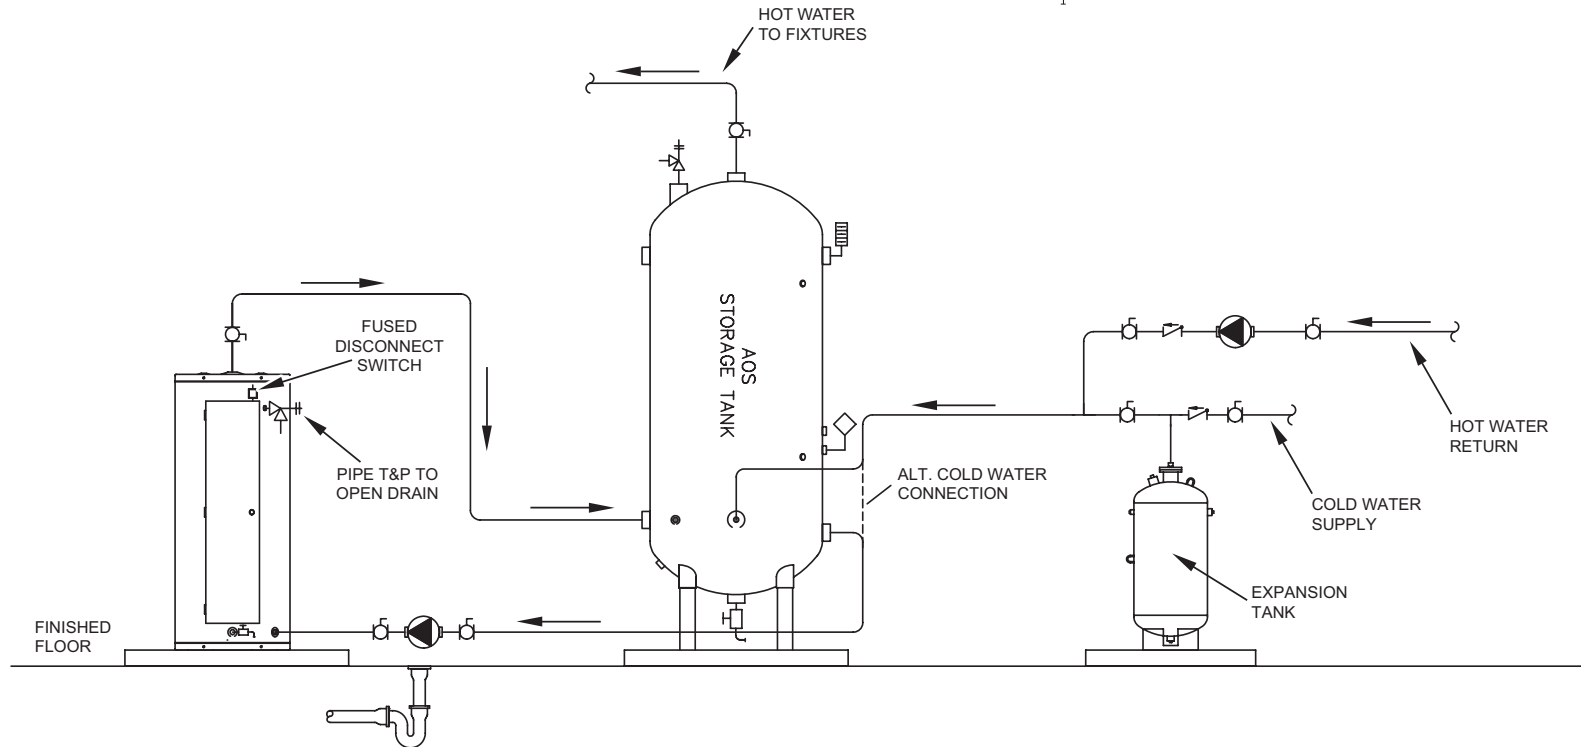 HOT WATER
TO FIXTURES
FUSED
DISCONNECT
SWITCH
AOS
STORAGE TANK
PIPE T&P TO
OPEN DRAIN
ALT. COLD WATER
CONNECTION
HOT WATER
RETURN
COLD WATER
SUPPLY
EXPANSION
TANK
FINISHED
FLOOR